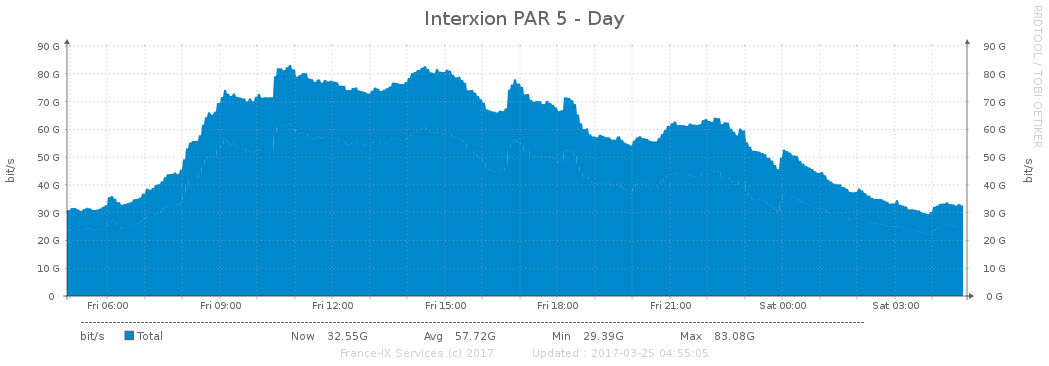 Interxion PAR 5 - Day
RRDTOOL / TOBI OETIKER
90 G 90 G
80 G 80 G
70 G 70 G
60 G 60 G
50 G 50 G
40 G 40 G
30 G 30 G
20 G 20 G
10 G 10 G
0 0 G
bit/s bit/s
Fri 06:00 Fri 09:00 Fri 12:00 Fri 15:00 Fri 18:00 Fri 21:00 Sat 00:00 Sat 03:00
bit/s Total Now 32.55G Avg 57.72G Min 29.39G Max 83.08G
France-IX Services (c) 2017 Updated : 2017-03-25 04:55:05